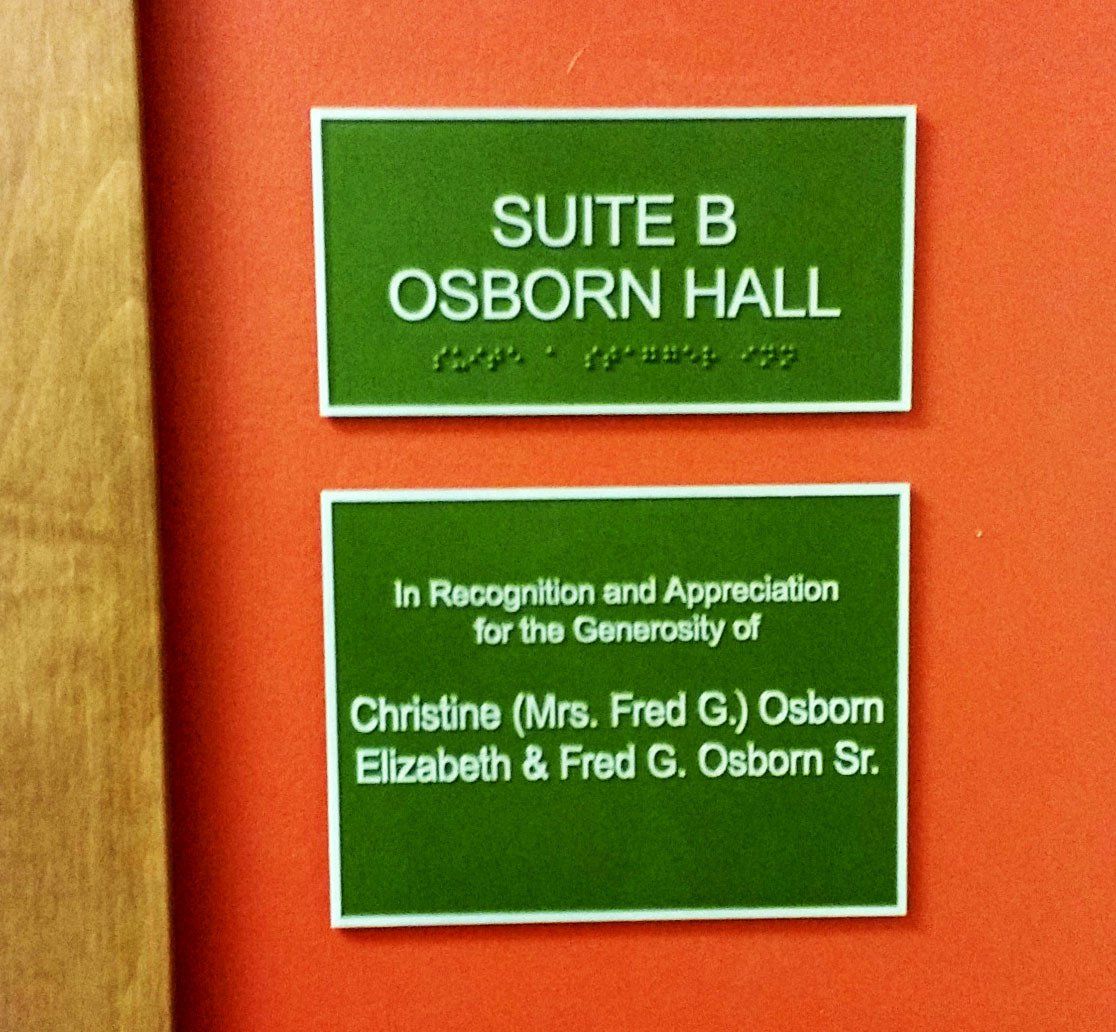 SUITE B
OSBORN HALL
In Recognition and Appreciation
for the Generosity of
Christine (Mrs. Fred G.) Osborn
Elizabeth & Fred G. Osborn Sr.